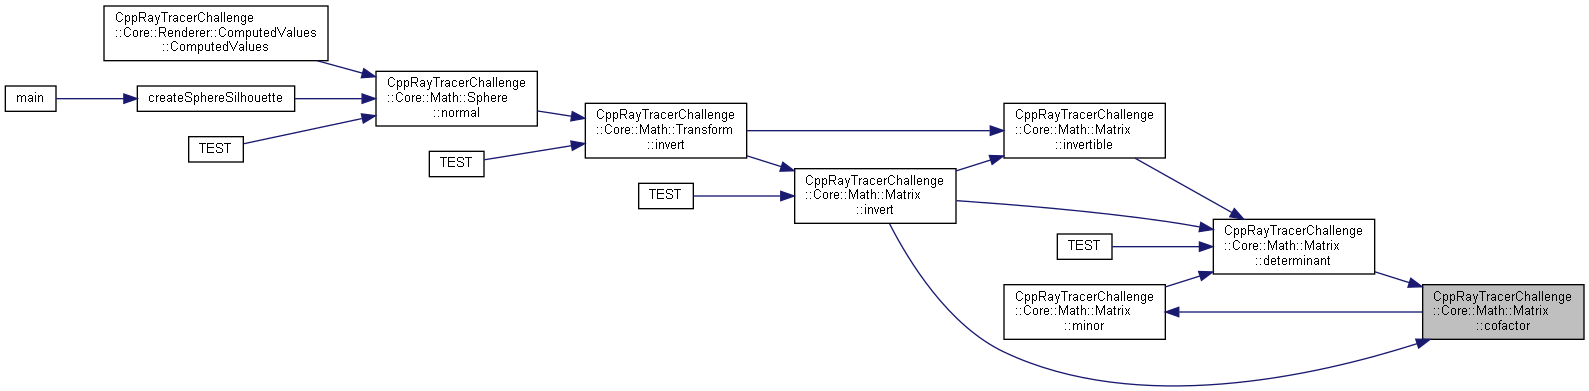 CppRayTracerChallenge
::Core::Renderer::ComputedValues
::ComputedValues
main
createSphereSilhouette
TEST
CppRayTracerChallenge
::Core::Math::Sphere
::normal
TEST
CppRayTracerChallenge
::Core::Math::Transform
::invert
TEST
CppRayTracerChallenge
::Core::Math::Matrix
::invert
CppRayTracerChallenge
::Core::Math::Matrix
::invertible
TEST
CppRayTracerChallenge
::Core::Math::Matrix
::minor
CppRayTracerChallenge
::Core::Math::Matrix
::determinant
CppRayTracerChallenge
::Core::Math::Matrix
::cofactor